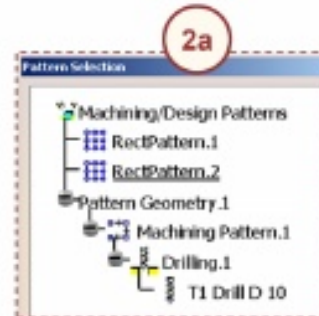 2a
Pattern Selection
Machining/Design Patterns
RectPattern.1
RectPattern.2
Pattern Geometry.1
Machining Pattern.1
Drilling.1
T1 Drill D 10